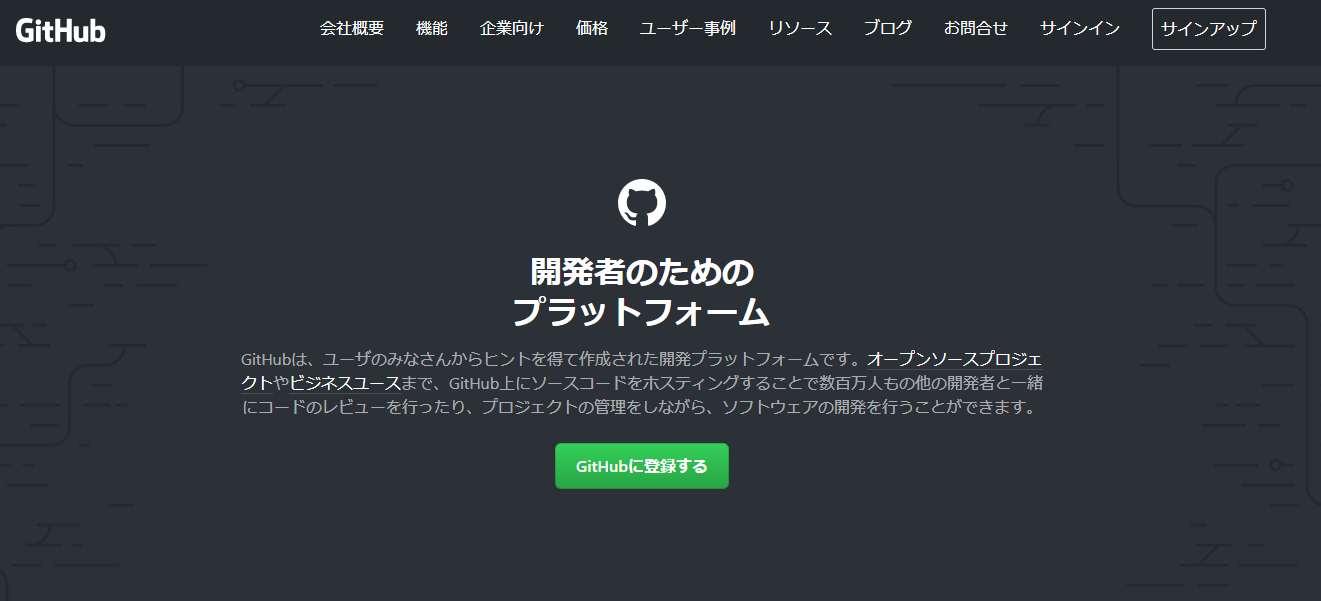 GitHub
会社概要 機能 企業向け 価格 ユーザー事例 リソース ブログ お問合せ サインイン サインアップ
開発者のための
プラットフォーム
GitHubは、ユーザのみなさんからヒントを得て作成された開発プラットフォームです。オープンソースプロジェ
クトやビジネスユースまで、GitHub上にソースコードをホスティングすることで数百万人もの他の開発者と一緒
にコードのレビューを行ったり、プロジェクトの管理をしながら、ソフトウェアの開発を行うことができます。
GitHubに登録する